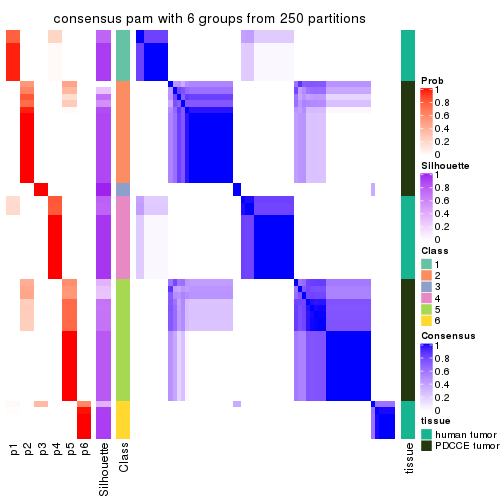 consensus pam with 6 groups from 250 partitions
Prob
1
0.8
0.6
0.4
0.2
0
Silhouette
1
0.8
0.6
0.4
0.2
0
Class
1
2
3
4
5
6
Consensus
1
0.8
0.6
0.4
0.2
0
tissue
human tumor
PDCCE tumor
p1
p2
p3
p4
p5
p6
Silhouette
Class
tissue